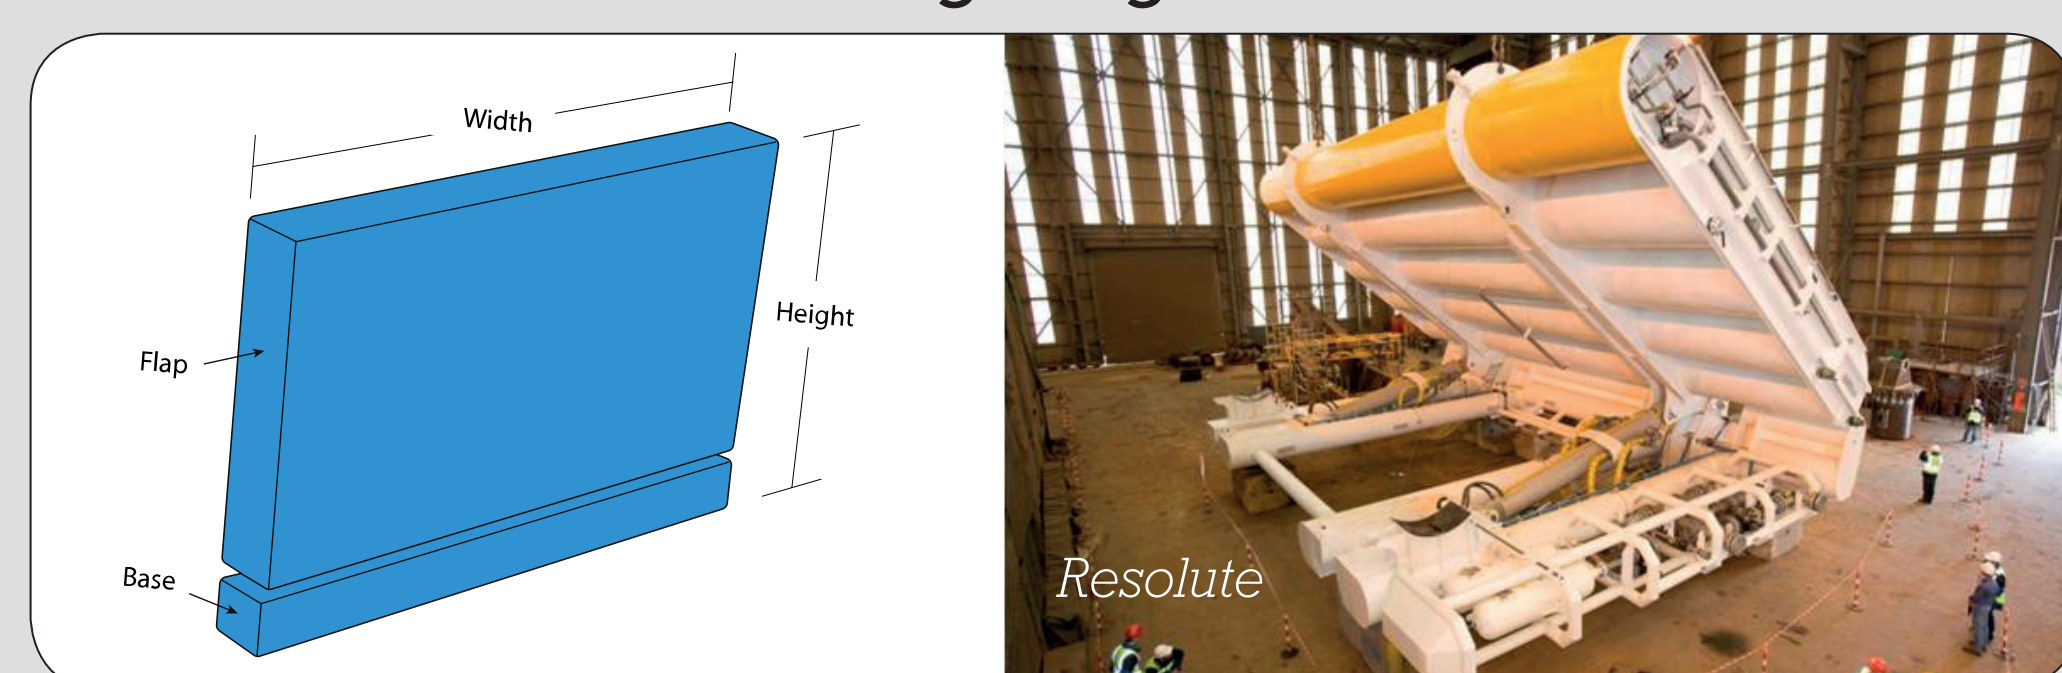 Width
Height
Flap
Base
Resolute